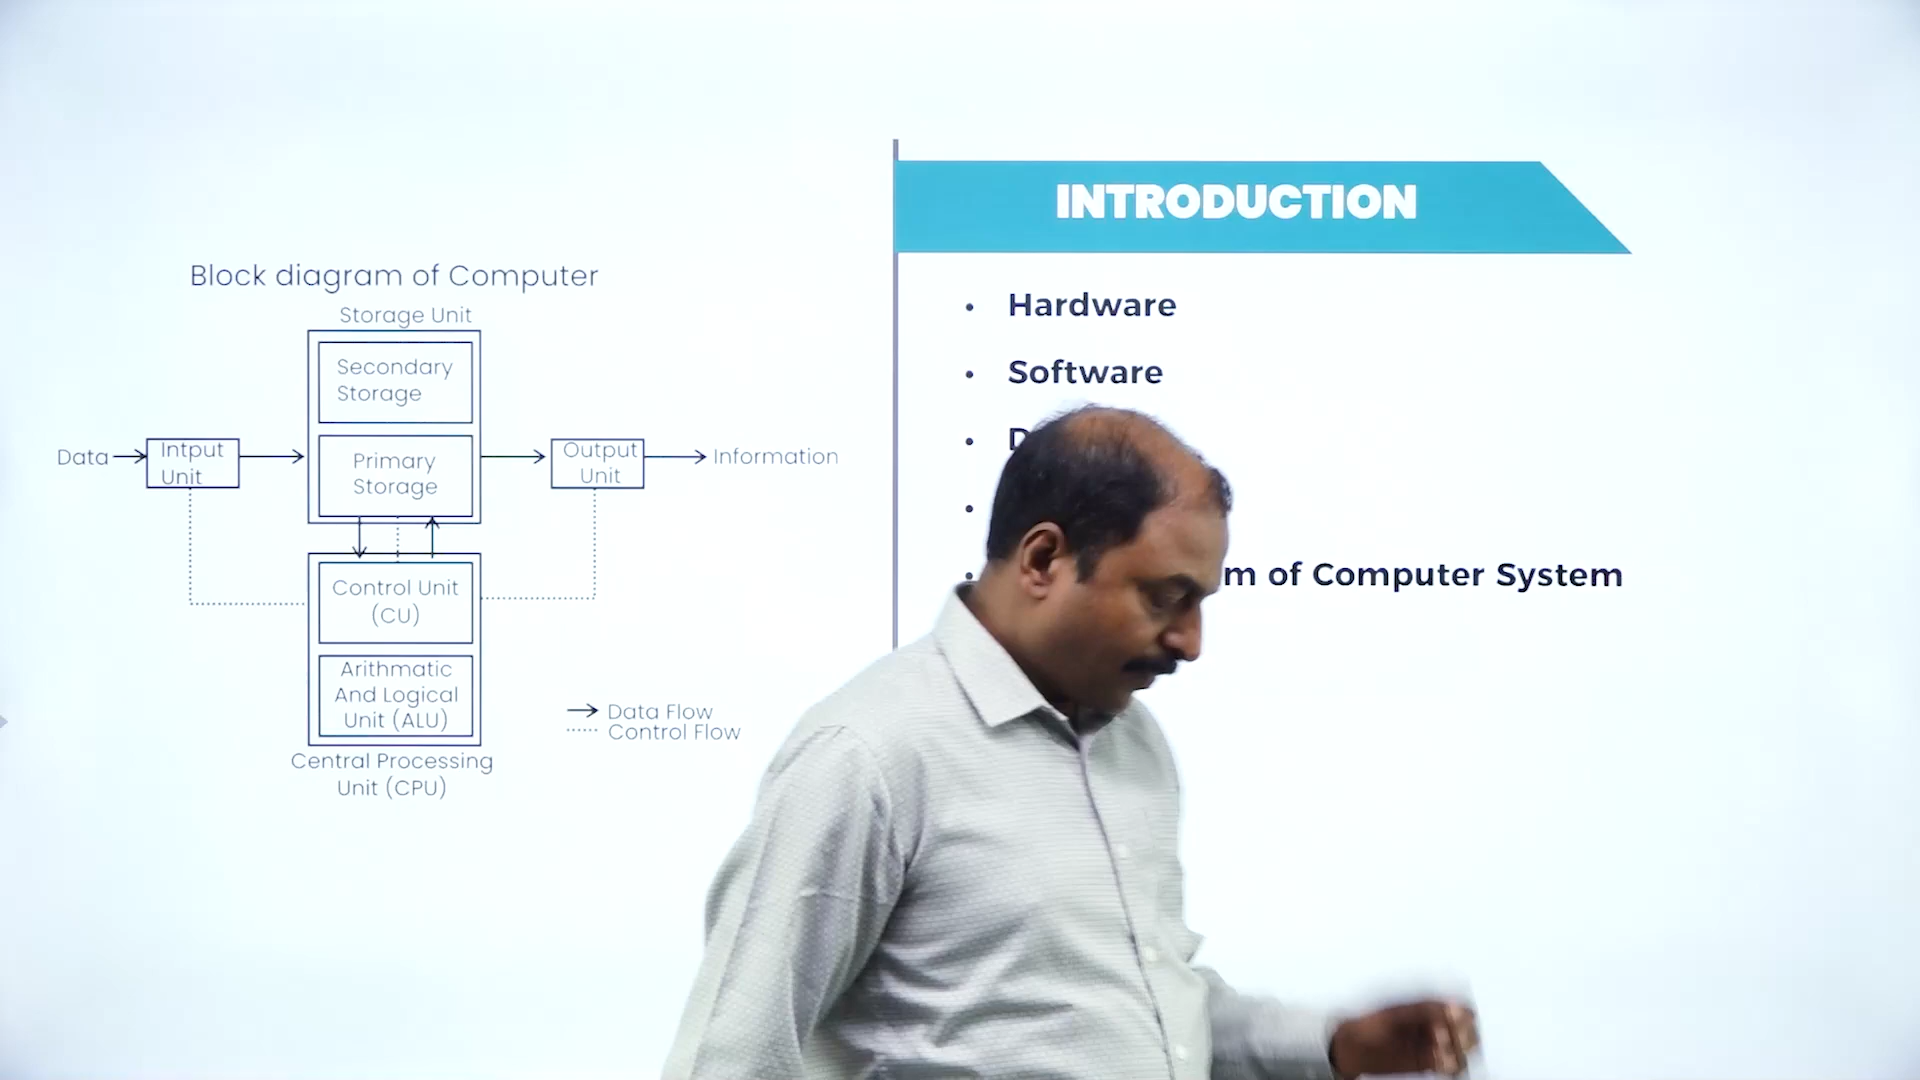 Block diagram of Computer
Storage Unit
Secondary
Storage
Data
Intput
Unit
Primary
Storage
Output
Unit
Information
Control Unit
(CU)
Arithmatic
And Logical
Unit (ALU)
Central Processing
Unit (CPU)
Data Flow
Control Flow
INTRODUCTION
Hardware
Software
of Computer System